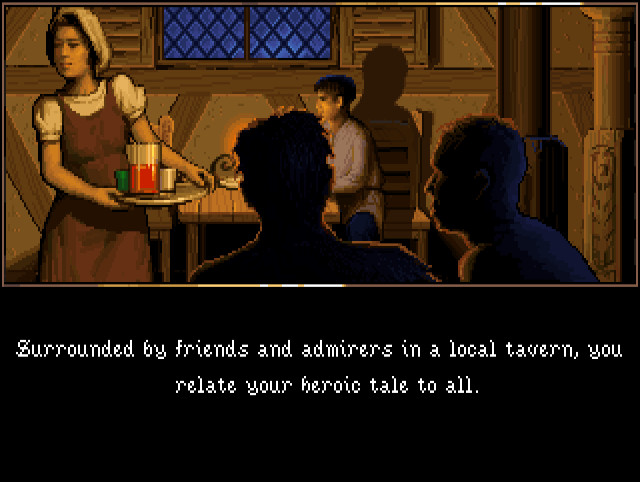 Surrounded by friends and admirers in a local tavern, you
relate your heroic tale to all.